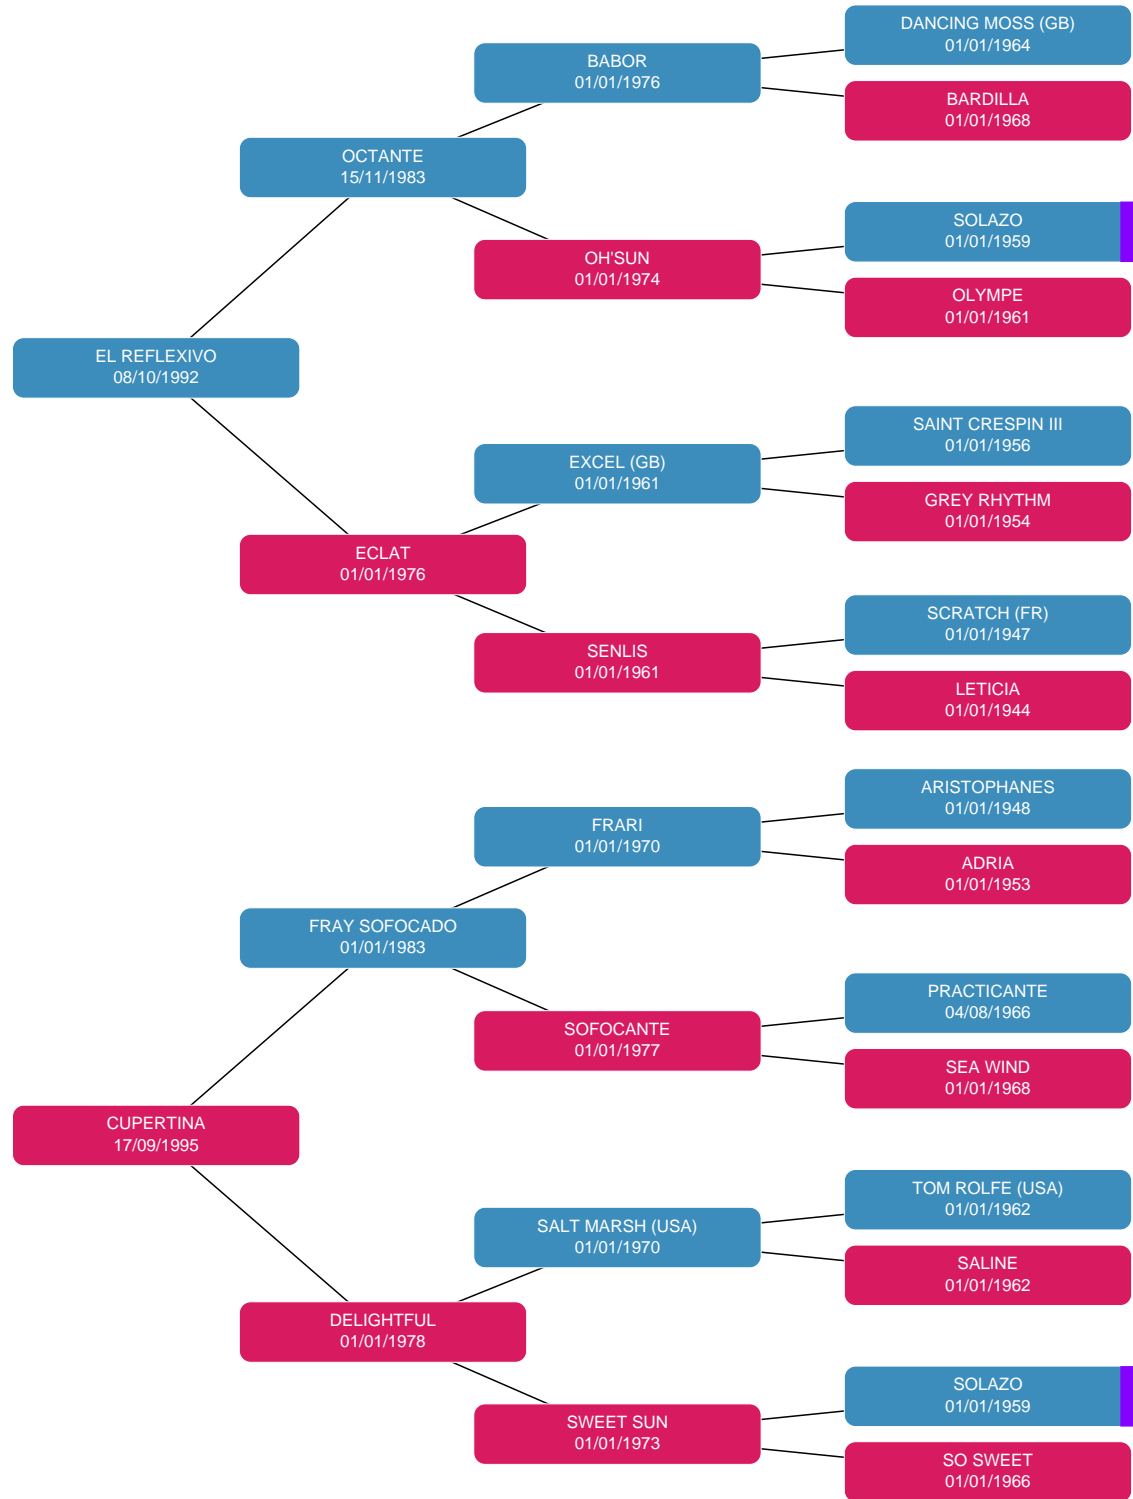 DANCING MOSS (GB)
01/01/1964
BABOR
01/01/1976
BARDILLA
01/01/1968
OCTANTE
15/11/1983
SOLAZO
01/01/1959
OH'SUN
01/01/1974
OLYMPE
01/01/1961
EL REFLEXIVO
08/10/1992
SAINT CRESPIN III
01/01/1956
EXCEL (GB)
01/01/1961
GREY RHYTHM
01/01/1954
ECLAT
01/01/1976
SCRATCH (FR)
01/01/1947
SENLIS
01/01/1961
LETICIA
01/01/1944
ARISTOPHANES
01/01/1948
FRARI
01/01/1970
ADRIA
01/01/1953
FRAY SOFOCADO
01/01/1983
PRACTICANTE
04/08/1966
SOFOCANTE
01/01/1977
SEA WIND
01/01/1968
CUPERTINA
17/09/1995
TOM ROLFE (USA)
01/01/1962
SALT MARSH (USA)
01/01/1970
SALINE
01/01/1962
DELIGHTFUL
01/01/1978
SOLAZO
01/01/1959
SWEET SUN
01/01/1973
SO SWEET
01/01/1966